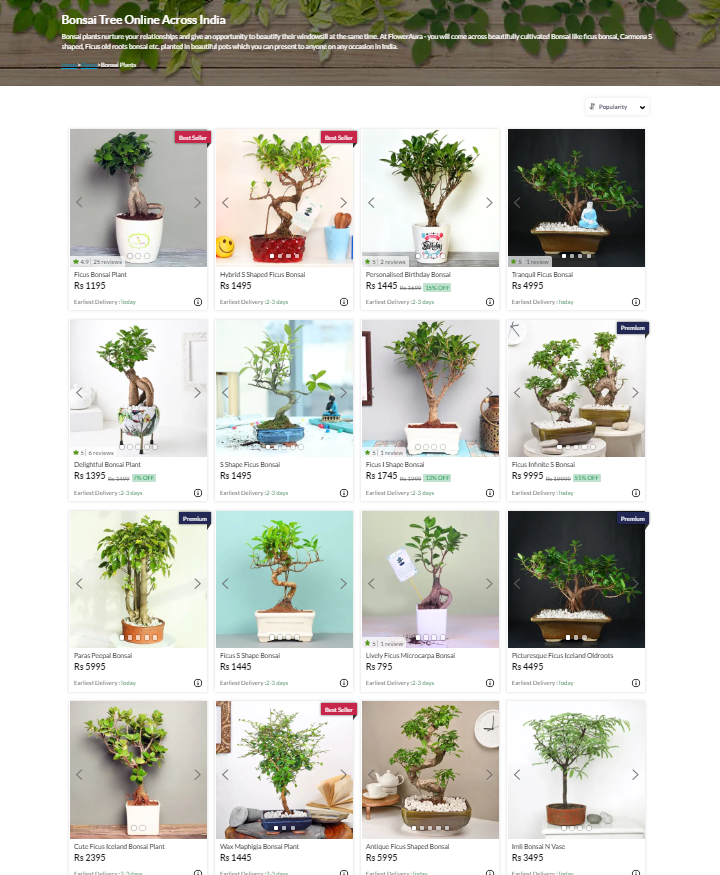 Bonsai Tree Online Across India
Bonsai plants nurture your relationships and give an opportunity to beautify their windowsill at the same time. At FlowerAura - you will come across beautifully cultivated Bonsai like ficus bonsai, Carmona S
shaped, Ficus old roots bonsai etc. planted in beautiful pots which you can present to anyone on any occasion in India.
> > Bonsai Plants
Popularity
Best Seller Best Seller
4.9 | 25 reviews 5 | 2 reviews 5 | 1 review
Ficus Bonsai Plant Hybrid S Shaped Ficus Bonsai Personalised Birthday Bonsai Tranquil Ficus Bonsai
Rs 1195 Rs 1495 Rs 1445 Rs 1699 15% OFF Rs 4995
Earliest Delivery :Today Earliest Delivery :2-3 days Earliest Delivery :2-3 days Earliest Delivery :Today
Premium
5 | 6 reviews 5 | 1 review
Delightful Bonsai Plant S Shape Ficus Bonsai Ficus I Shape Bonsai Ficus Infinite S Bonsai
Rs 1395 Rs 1499 7% OFF Rs 1495 Rs 1745 Rs 1999 13% OFF Rs 9995 Rs 19999 51% OFF
Earliest Delivery :2-3 days Earliest Delivery :2-3 days Earliest Delivery :2-3 days Earliest Delivery :Today
Premium Premium
5 | 1 review
Paras Peepal Bonsai Ficus S Shape Bonsai Lively Ficus Microcarpa Bonsai Picturesque Ficus Iceland Oldroots
Rs 5995 Rs 1445 Rs 795 Rs 4495
Earliest Delivery :Today Earliest Delivery :2-3 days Earliest Delivery :2-3 days Earliest Delivery :Today
Best Seller
Cute Ficus Iceland Bonsai Plant Wax Maphigia Bonsai Plant Antique Ficus Shaped Bonsai Imli Bonsai N Vase
Rs 2395 Rs 1445 Rs 5995 Rs 3495
Earliest Delivery :2-3 days Earliest Delivery :2-3 days Earliest Delivery :Today Earliest Delivery :Today